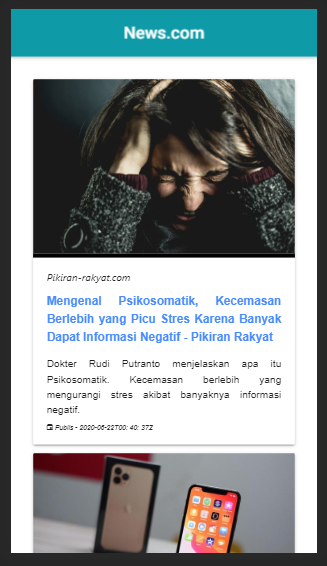 News.com
Pikiran-rakyat.com
Mengenal Psikosomatik, Kecemasan
Berlebih yang Picu Stres Karena Banyak
Dapat Informasi Negatif - Pikiran Rakyat
Dokter Rudi Putranto menjelaskan apa itu
Psikosomatik. Kecemasan berlebih yang
mengurangi stres akibat banyaknya informasi
negatif.
Publis - 2020-06-22T00: 40: 37Z